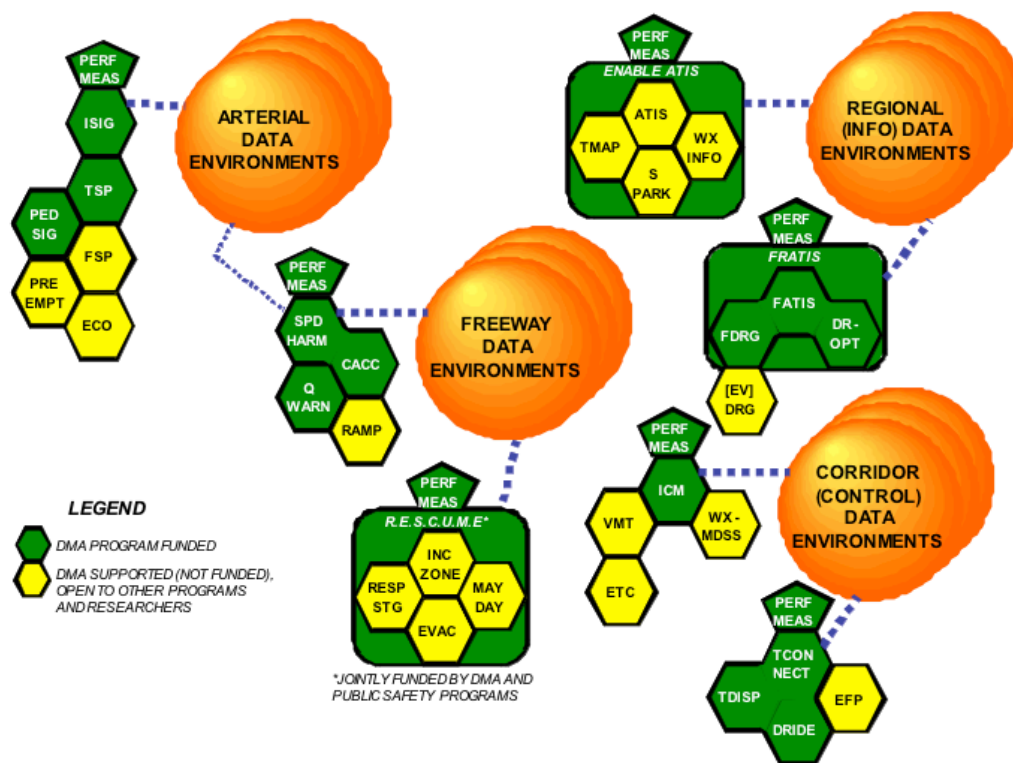 PERF
MEAS
ISIG
TSP
PED
SIG
FSP
PRE
EMPT
ECO
ARTERIAL
DATA
ENVIRONMENTS
PERF
MEAS
ENABLE ATIS
ATIS
TMAP
WX
INFO
S
PARK
REGIONAL
(INFO) DATA
ENVIRONMENTS
PERF
MEAS
FRATIS
FATIS
FDRG
DR-
OPT
[EV]
DRG
PERF
MEAS
SPD
HARM
CACC
Q
WARN
RAMP
FREEWAY
DATA
ENVIRONMENTS
PERF
MEAS
R.E.S.C.U.M.E*
INC
ZONE
RESP
STG
MAY
DAY
EVAC
*JOINTLY FUNDED BY DMA AND
PUBLIC SAFETY PROGRAMS
PERF
MEAS
ICM
VMT
WX -
MDSS
ETC
CORRIDOR
(CONTROL)
DATA
ENVIRONMENTS
PERF
MEAS
TCON
NECT
TDISP
EFP
DRIDE
LEGEND
DMA PROGRAM FUNDED
DMA SUPPORTED (NOT FUNDED),
OPEN TO OTHER PROGRAMS
AND RESEARCHERS